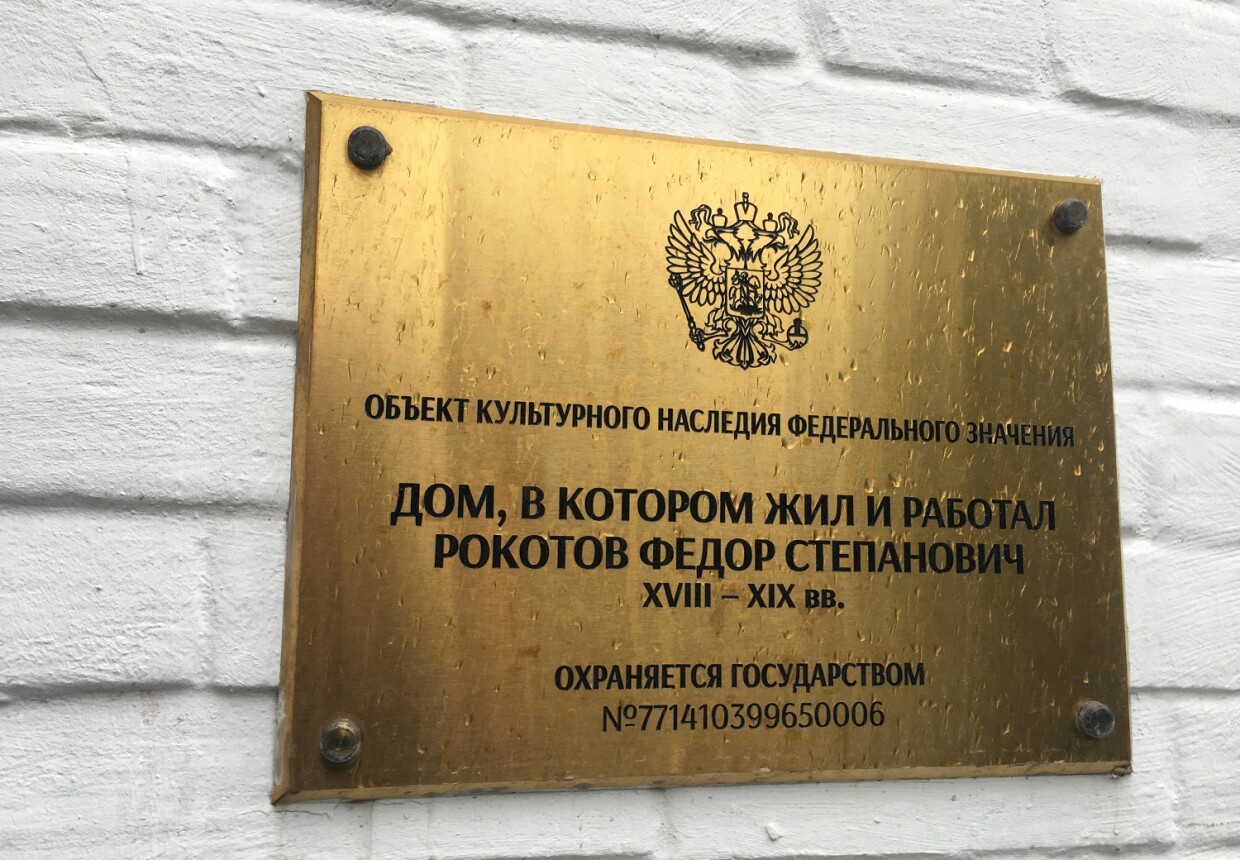 ОБЪЕКТ КУЛЬТУРНОГО НАСЛЕДИЯ ФЕДЕРАЛЬНОГО ЗНАЧЕНИЯ
ДОМ, В КОТОРОМ ЖИЛ И РАБОТАЛ
РОКОТОВ ФЕДОР СТЕПАНОВИЧ
XVIII – XIX вв.
ОХРАНЯЕТСЯ ГОСУДАРСТВОМ
№771410399650006